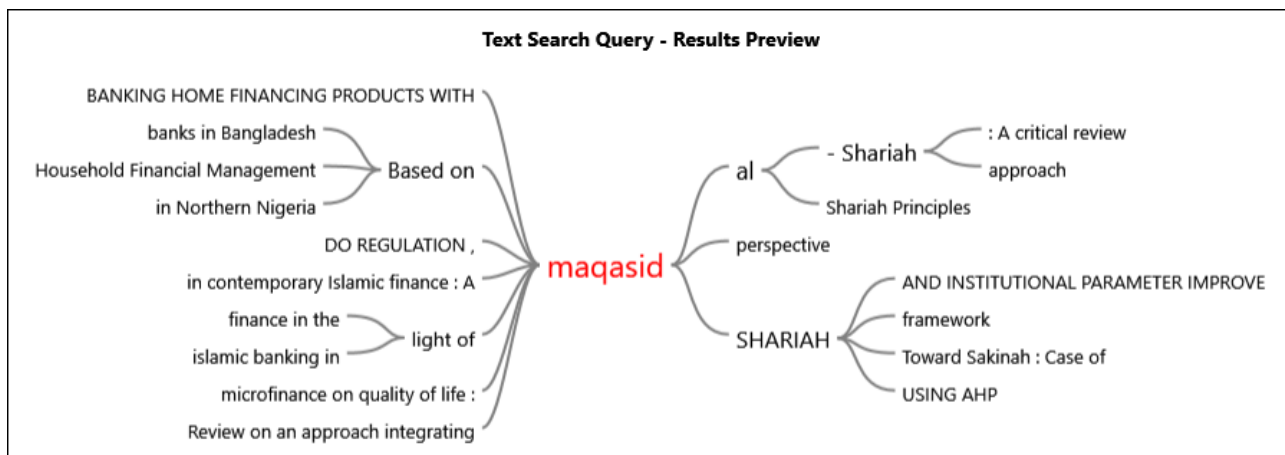 Text Search Query - Results Preview
BANKING HOME FINANCING PRODUCTS WITH
banks in Bangladesh
Household Financial Management
in Northern Nigeria
Based on
DO REGULATION ,
in contemporary Islamic finance : A
finance in the
islamic banking in
light of
microfinance on quality of life :
Review on an approach integrating
maqasid
al
- Shariah
: A critical review
approach
Shariah Principles
perspective
SHARIAH
AND INSTITUTIONAL PARAMETER IMPROVE
framework
Toward Sakinah : Case of
USING AHP